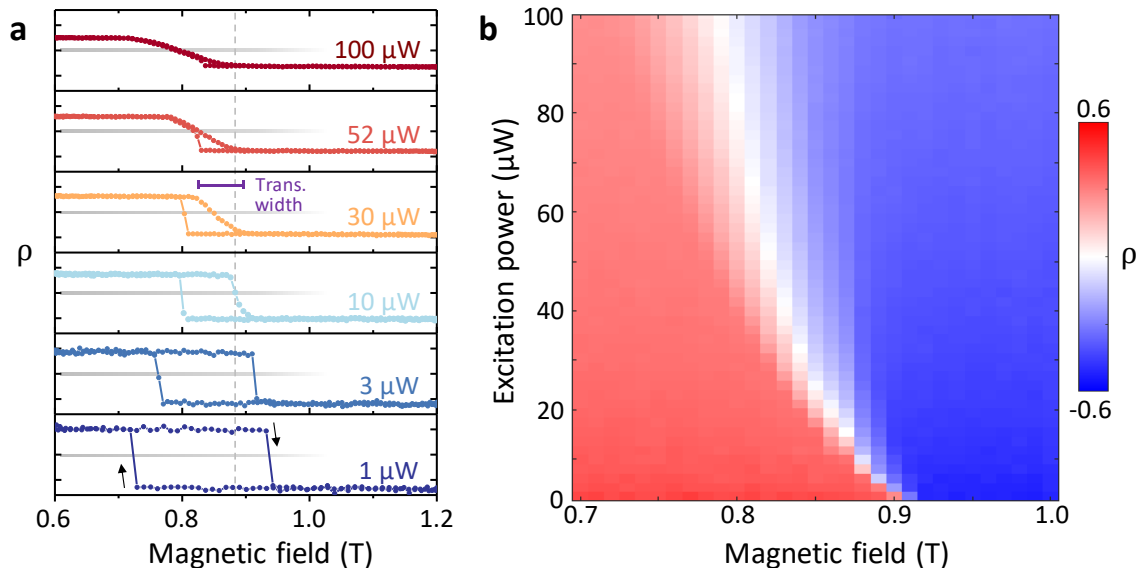 a
100 μW
52 μW
Trans.
width
30 μW
ρ
10 μW
3 μW
1 μW
0.6
0.8
1.0
1.2
Magnetic field (T)
b
100
80
60
40
20
0
Excitation power (μW)
0.7
0.8
0.9
1.0
Magnetic field (T)
0.6
ρ
-0.6